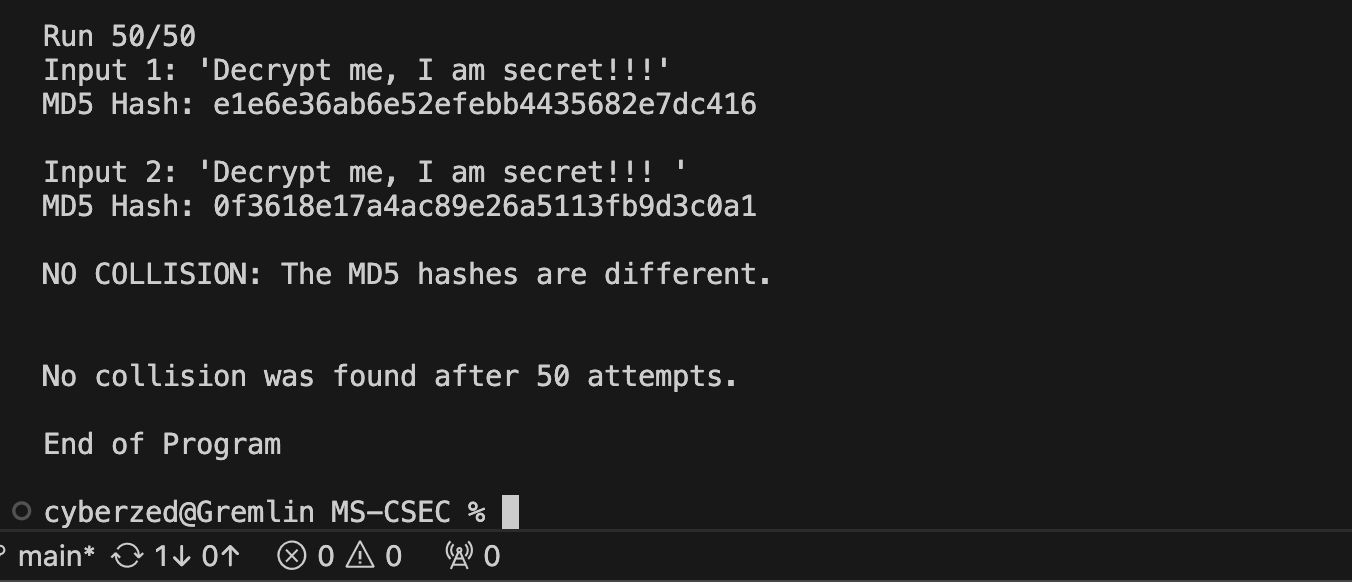 Run 50/50
Input 1: 'Decrypt me, I am secret!!!'
MD5 Hash: e1e6e36ab6e52efebb4435682e7dc416
Input 2: 'Decrypt me, I am secret!!! '
MD5 Hash: 0f3618e17a4ac89e26a5113fb9d3c0a1
NO COLLISION: The MD5 hashes are different.
No collision was found after 50 attempts.
End of Program
cyberzed@Gremlin MS-CSEC %
main* 1↓ 0↑ 0 0 0